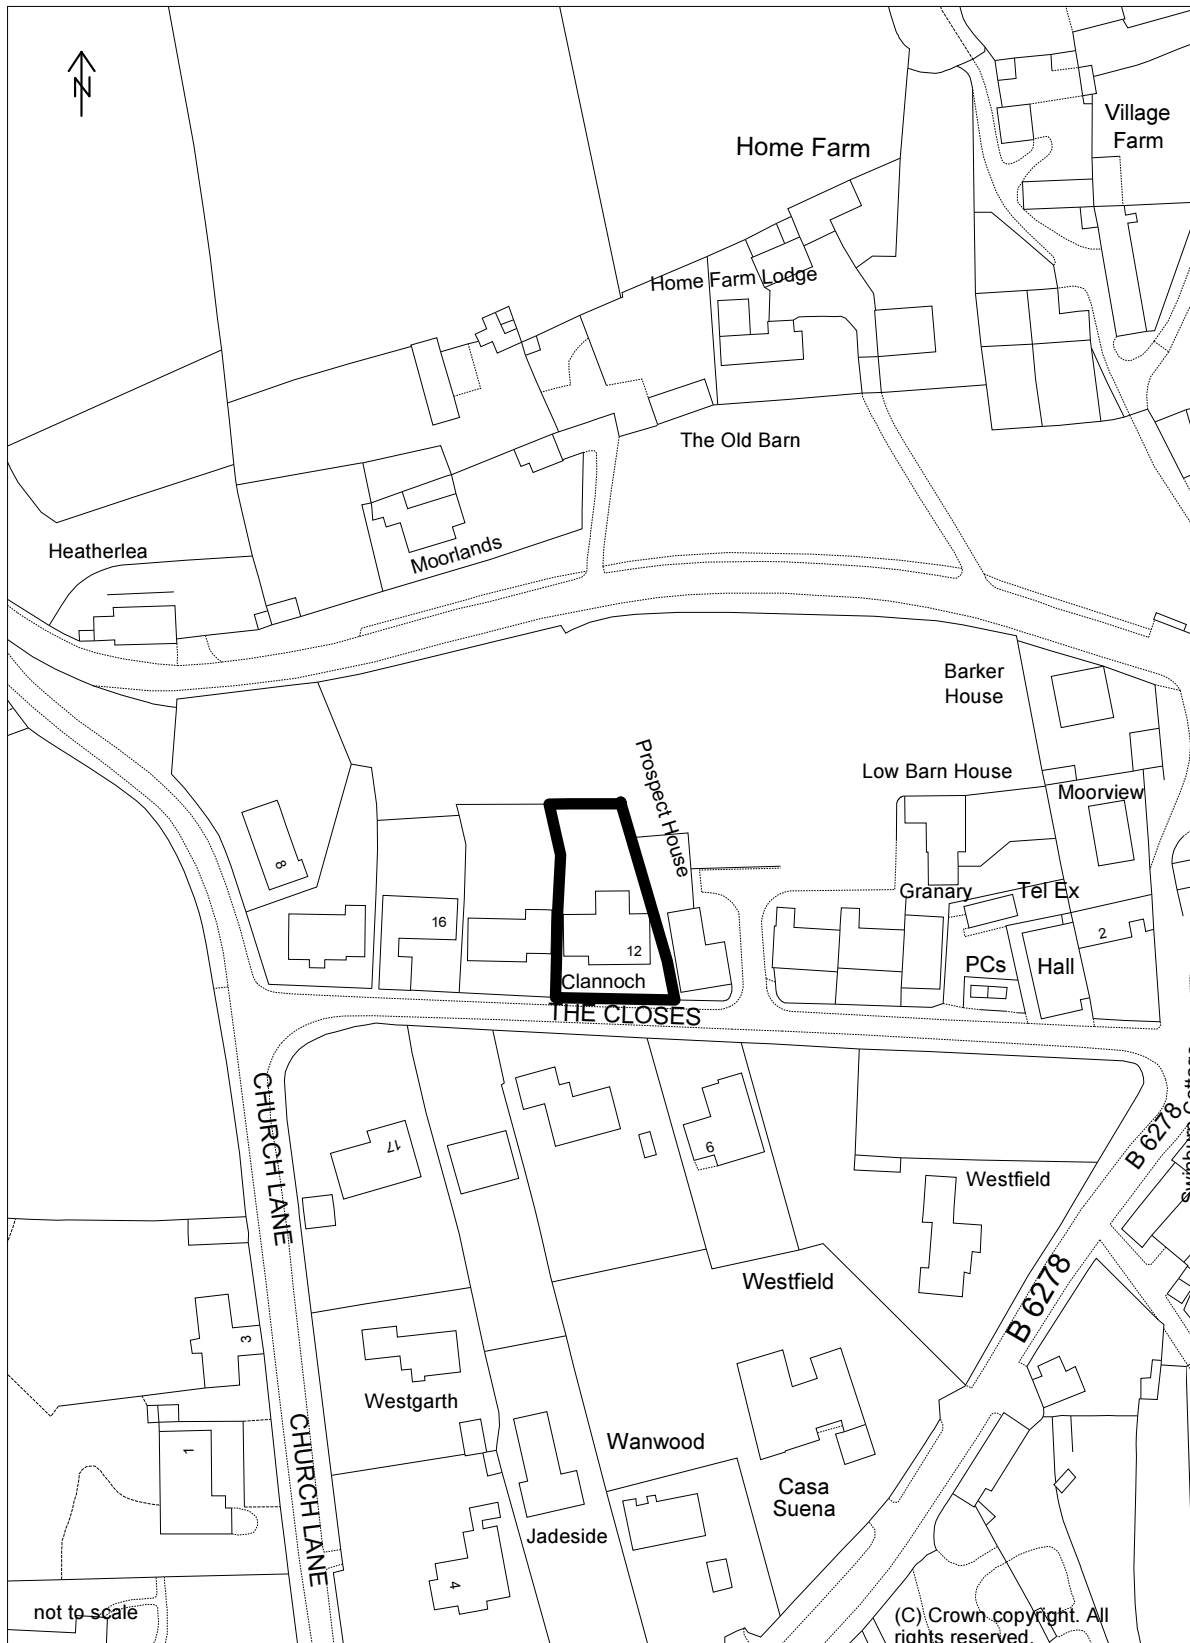 N
Village
Farm
Home Farm
Home Farm Lodge
The Old Barn
Heatherlea
Moorlands
Barker
House
Prospect House
Low Barn House
Moorview
8
16
12
Granary
Tel Ex
2
PCs
Hall
Clannoch
THE CLOSES
CHURCH LANE
17
9
Westfield
B 6278
Swinburn Cottage
Westfield
B 6278
3
Westgarth
CHURCH LANE
1
Wanwood
Casa
Suena
Jadeside
4
not to scale
(C) Crown copyright. All
rights reserved.